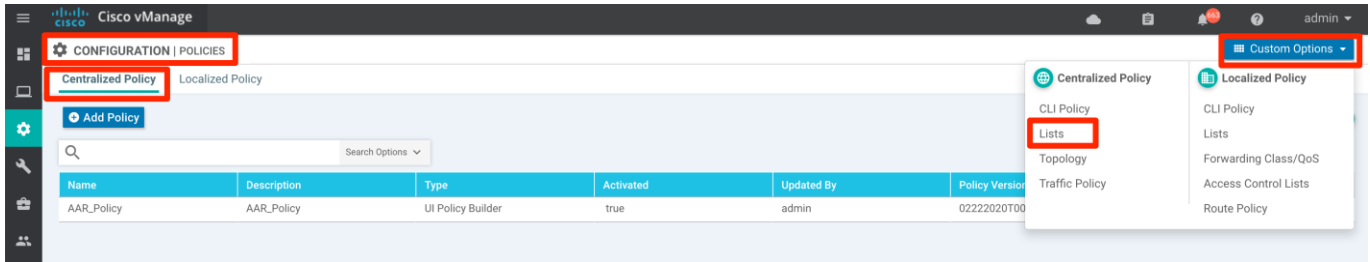 cisco Cisco vManage
663
admin
CONFIGURATION | POLICIES
Custom Options
Centralized Policy Localized Policy
Add Policy
Search Options
Name Description Type Activated Updated By Policy Version
AAR_Policy AAR_Policy UI Policy Builder true admin 02222020T00
Centralized Policy
CLI Policy
Lists
Topology
Traffic Policy
Localized Policy
CLI Policy
Lists
Forwarding Class/QoS
Access Control Lists
Route Policy